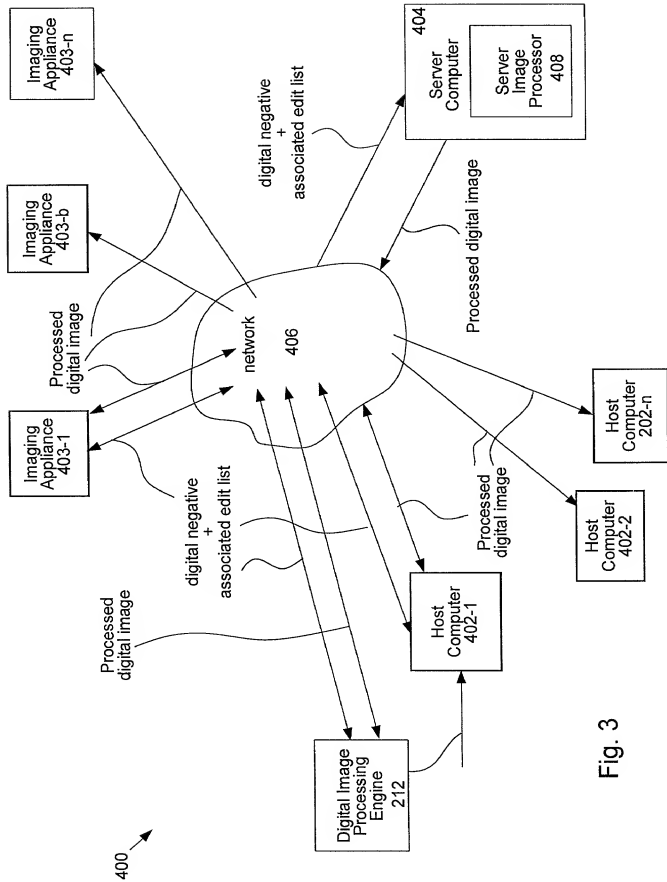 400
Imaging
Appliance
403-1
Imaging
Appliance
403-b
Imaging
Appliance
403-n
Processed
digital image
digital negative
+
associated edit list
Processed
digital image
network
406
digital negative
+
associated edit list
Server
Computer
404
Server
Image
Processor
408
Processed digital image
Digital Image
Processing
Engine
212
Host
Computer
402-1
Processed
digital image
Host
Computer
402-2
Host
Computer
202-n
Fig. 3